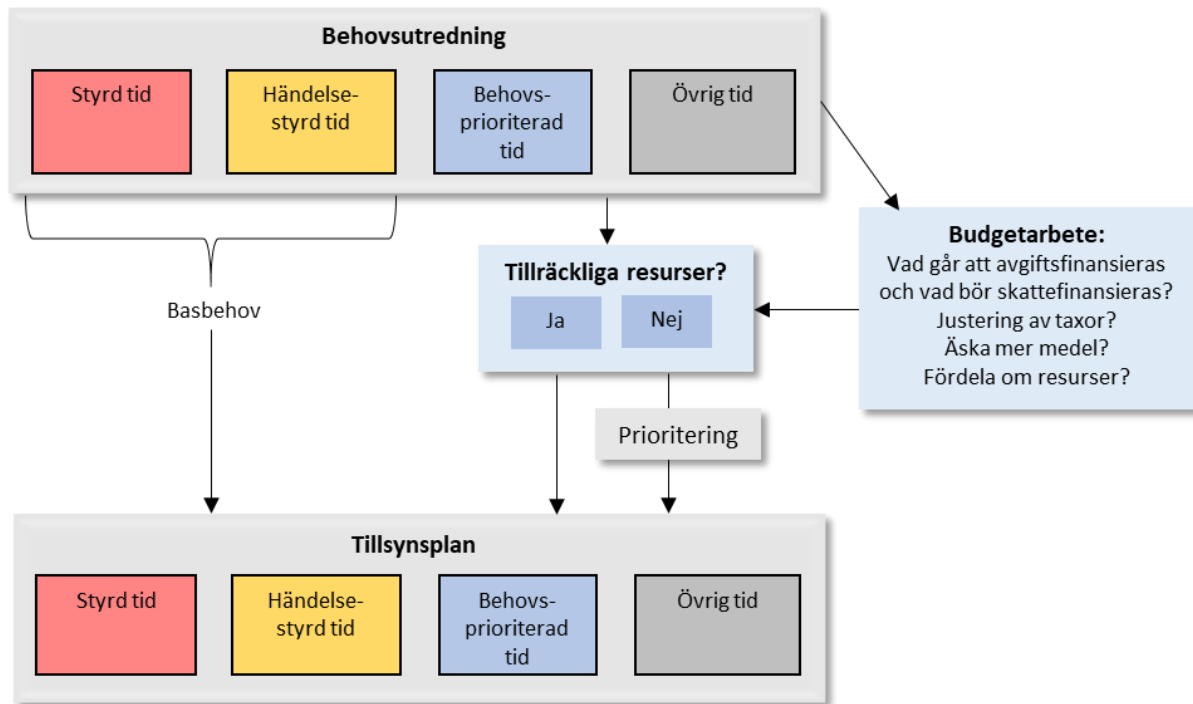 Behovsutredning
Styrd tid
Händelse-
styrd tid
Behovs-
prioriterad
tid
Övrig tid
Basbehov
Tillräckliga resurser?
Ja
Nej
Prioritering
Budgetarbete:
Vad går att avgiftsfinansieras
och vad bör skattefinansieras?
Justering av taxor?
Äska mer medel?
Fördela om resurser?
Tillsynsplan
Styrd tid
Händelse-
styrd tid
Behovs-
prioriterad
tid
Övrig tid